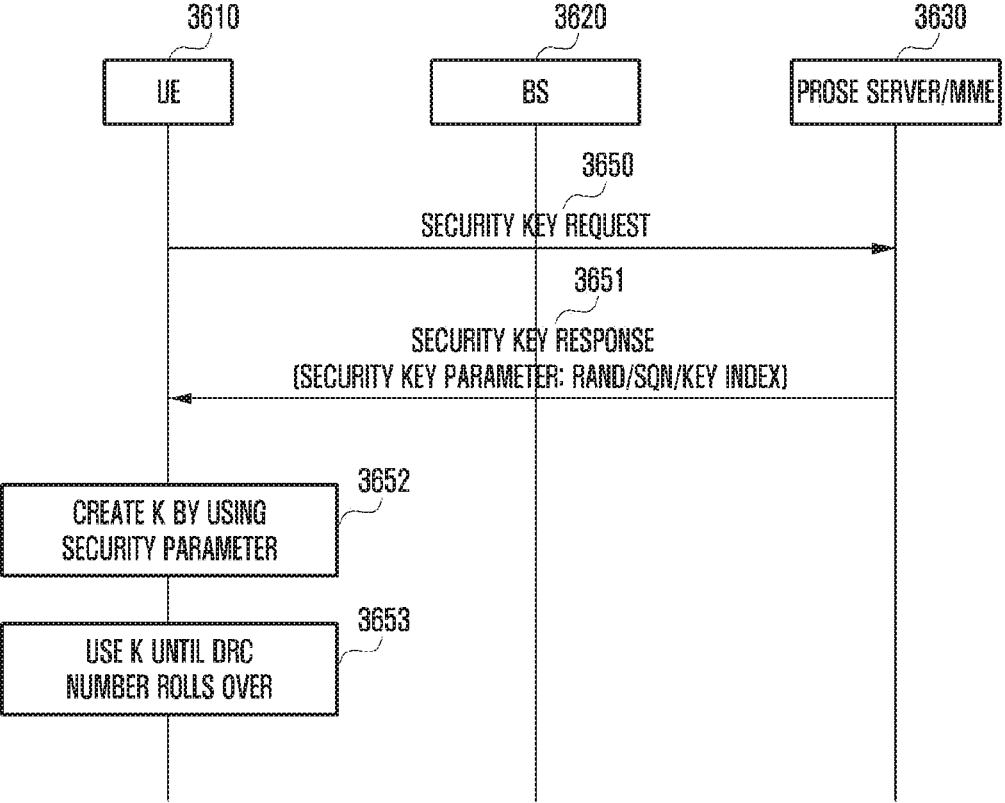 3610
3620
3630
UE
BS
PROSE SERVER/MME
3650
SECURITY KEY REQUEST
3651
SECURITY KEY RESPONSE
(SECURITY KEY PARAMETER: RAND/SQN/KEY INDEX)
3652
CREATE K BY USING
SECURITY PARAMETER
3653
USE K UNTIL DRC
NUMBER ROLLS OVER